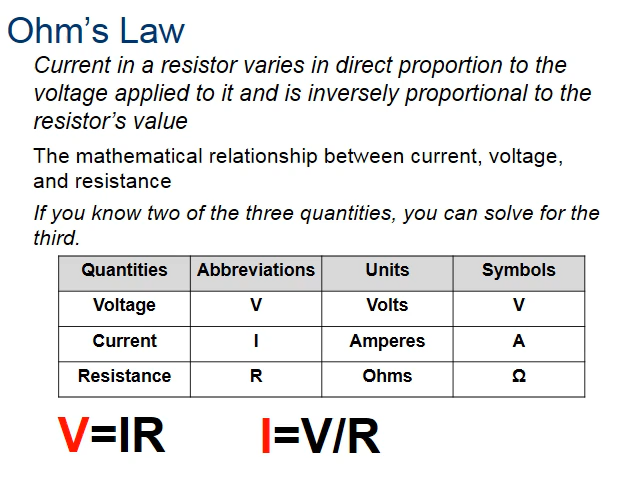 Ohm's Law
Current in a resistor varies in direct proportion to the
voltage applied to it and is inversely proportional to the
resistor's value
The mathematical relationship between current, voltage,
and resistance
If you know two of the three quantities, you can solve for the
third.
Quantities Abbreviations Units Symbols
Voltage V Volts V
Current I Amperes A
Resistance R Ohms Ω
V=IR I=V/R